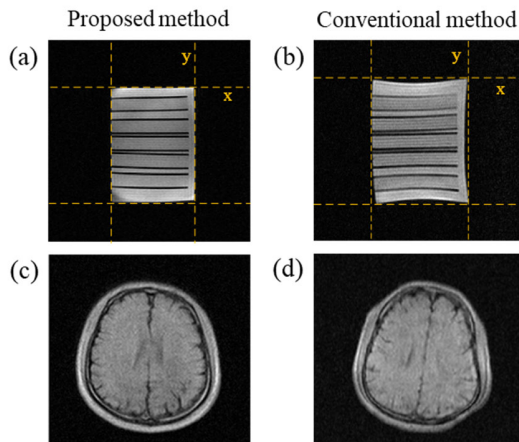 Proposed method
Conventional method
(a)
y
x
(b)
y
x
(c)
(d)